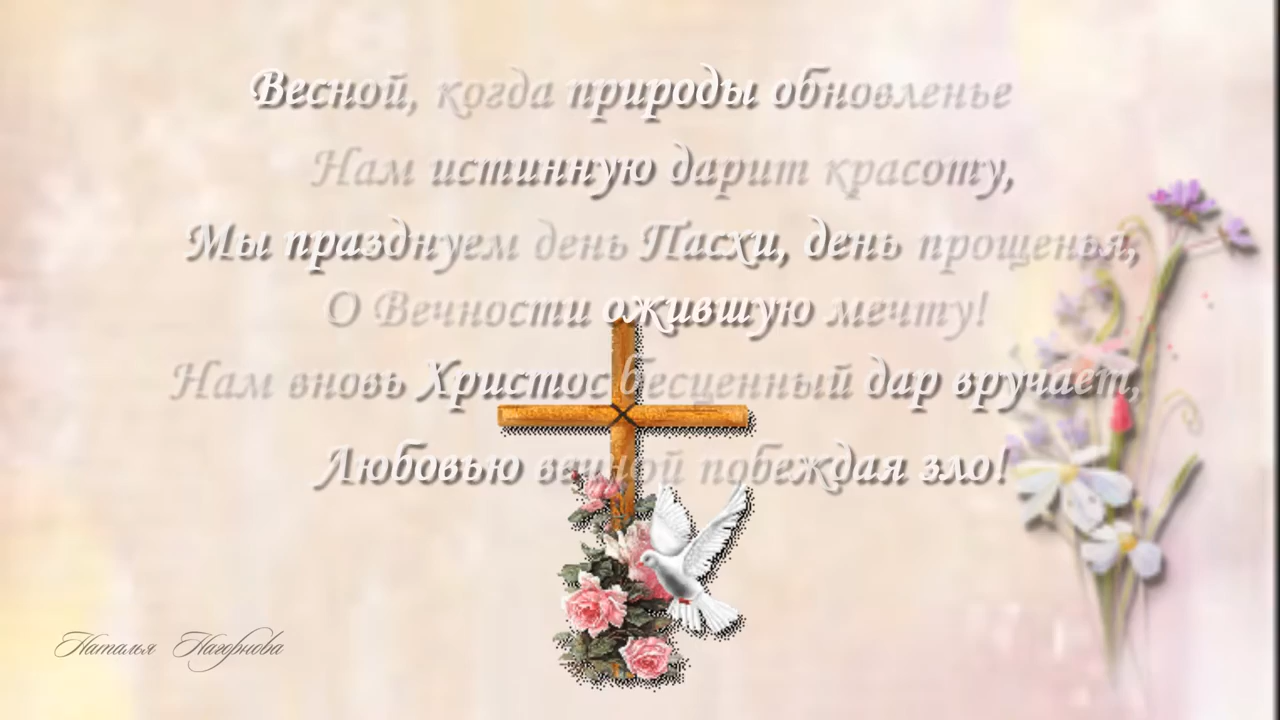 Весной, когда природы обновленье
Нам истинную дарит красоту,
Мы празднуем день Пасхи, день прощенья,
О Вечности ожившую мечту!
Нам вновь Христос бесценный дар вручает,
Любовью вечной побеждая зло!
Наталья Нагорнова